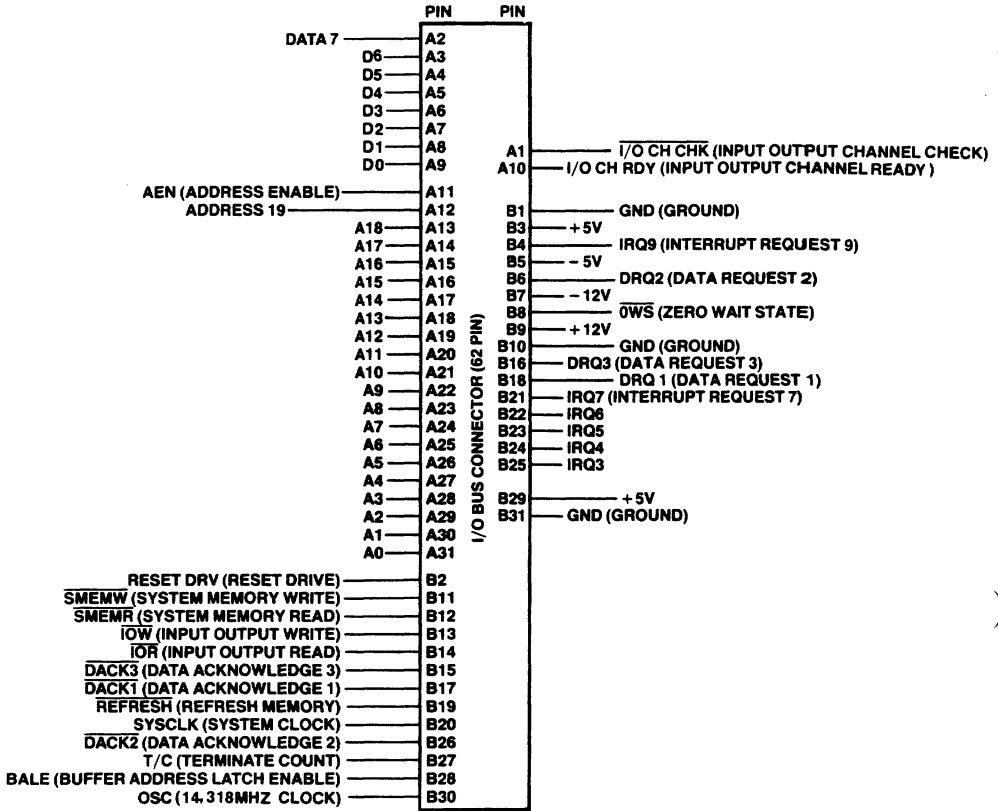 PIN PIN
DATA 7 A2
D6 A3
D5 A4
D4 A5
D3 A6
D2 A7
D1 A8
D0 A9
AEN (ADDRESS ENABLE) A11
ADDRESS 19 A12
A18 A13
A17 A14
A16 A15
A15 A16
A14 A17
A13 A18
A12 A19
A11 A20
A10 A21
A9 A22
A8 A23
A7 A24
A6 A25
A5 A26
A4 A27
A3 A28
A2 A29
A1 A30
A0 A31
RESET DRV (RESET DRIVE) B2
SMEMW (SYSTEM MEMORY WRITE) B11
SMEMR (SYSTEM MEMORY READ) B12
IOW (INPUT OUTPUT WRITE) B13
IOR (INPUT OUTPUT READ) B14
DACK3 (DATA ACKNOWLEDGE 3) B15
DACK1 (DATA ACKNOWLEDGE 1) B17
REFRESH (REFRESH MEMORY) B19
SYSCLK (SYSTEM CLOCK) B20
DACK2 (DATA ACKNOWLEDGE 2) B26
T/C (TERMINATE COUNT) B27
BALE (BUFFER ADDRESS LATCH ENABLE) B28
OSC (14.318MHZ CLOCK) B30
I/O BUS CONNECTOR (62 PIN)
A1 I/O CH CHK (INPUT OUTPUT CHANNEL CHECK)
A10 I/O CH RDY (INPUT OUTPUT CHANNEL READY )
B1 GND (GROUND)
B3 +5V
B4 IRQ9 (INTERRUPT REQUEST 9)
B5 - 5V
B6 DRQ2 (DATA REQUEST 2)
B7 - 12V
B8 0WS (ZERO WAIT STATE)
B9 +12V
B10 GND (GROUND)
B16 DRQ3 (DATA REQUEST 3)
B18 DRQ 1 (DATA REQUEST 1)
B21 IRQ7 (INTERRUPT REQUEST 7)
B22 IRQ6
B23 IRQ5
B24 IRQ4
B25 IRQ3
B29 +5V
B31 GND (GROUND)